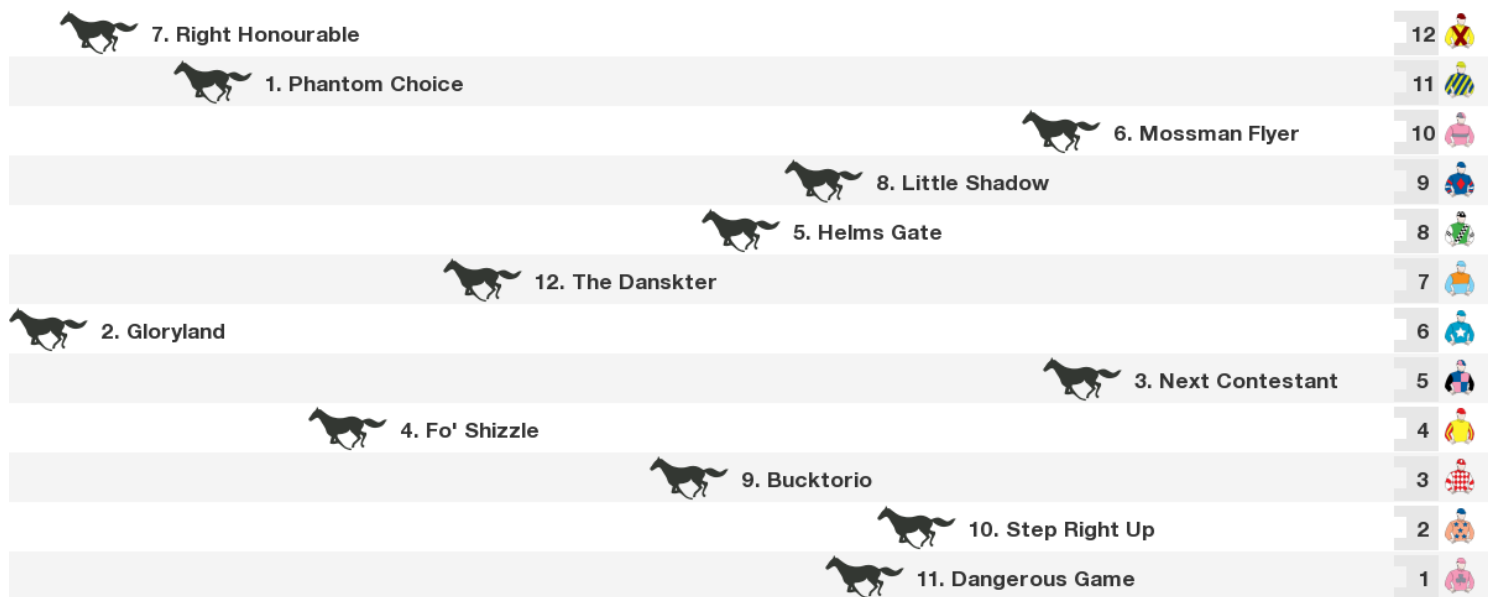 7. Right Honourable 12
1. Phantom Choice 11
6. Mossman Flyer 10
8. Little Shadow 9
5. Helms Gate 8
12. The Danskter 7
2. Gloryland 6
3. Next Contestant 5
4. Fo' Shizzle 4
9. Bucktorio 3
10. Step Right Up 2
11. Dangerous Game 1